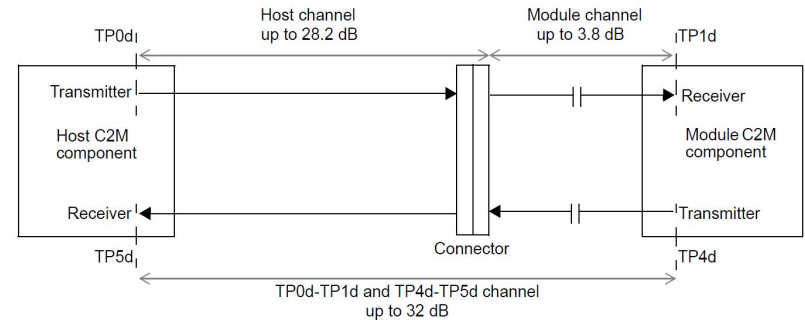 Host channel
up to 28.2 dB
Module channel
up to 3.8 dB
TP0d
TP1d
Transmitter
Receiver
Host C2M
component
Module C2M
component
Receiver
Transmitter
TP5d
Connector
TP4d
TP0d-TP1d and TP4d-TP5d channel
up to 32 dB